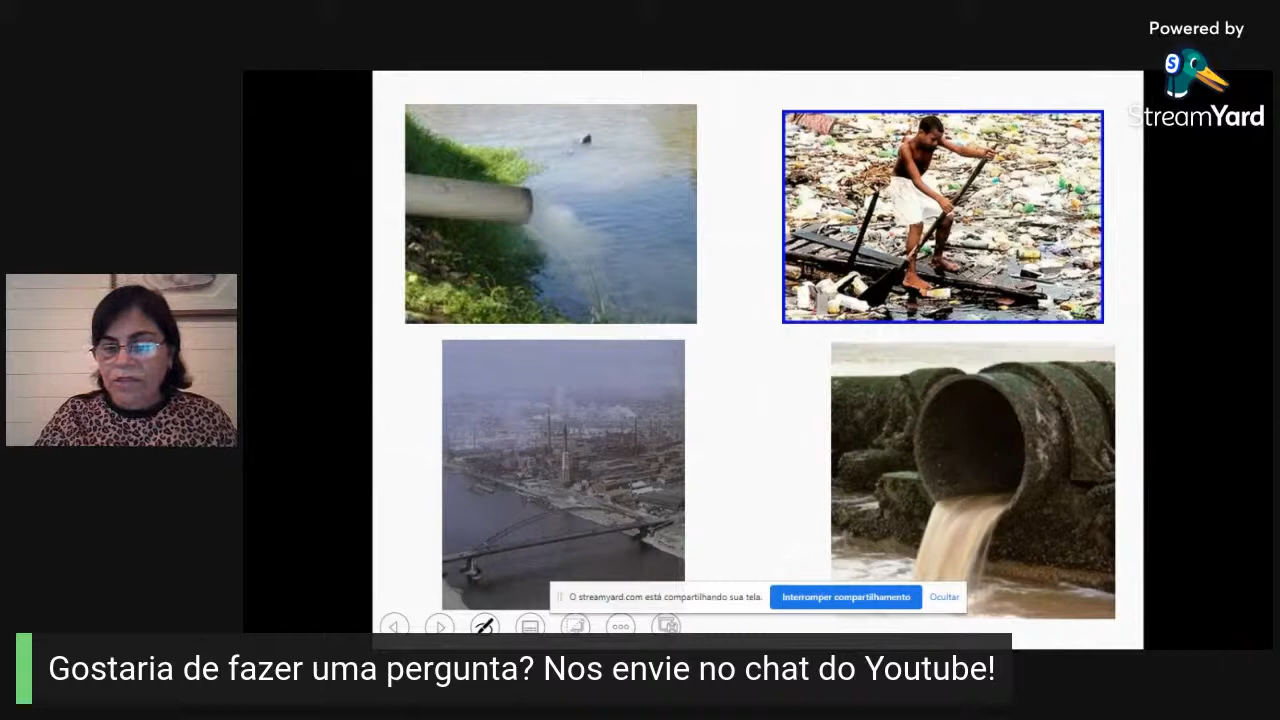 Powered by
S
StreamYard
O streamyard.com está compartilhando sua tela.
Interromper compartilhamento
Ocultar
Gostaria de fazer uma pergunta? Nos envie no chat do Youtube!